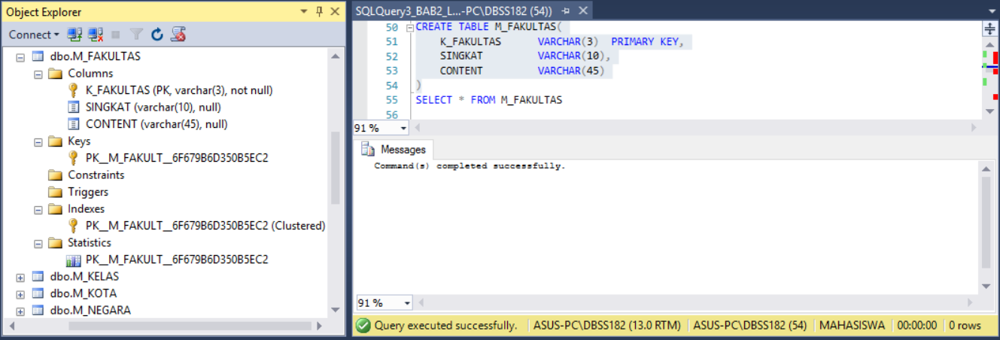 Object Explorer
Connect
dbo.M_FAKULTAS
Columns
K_FAKULTAS (PK, varchar(3), not null)
SINGKAT (varchar(10), null)
CONTENT (varchar(45), null)
Keys
PK__M_FAKULT__6F679B6D350B5EC2
Constraints
Triggers
Indexes
PK__M_FAKULT__6F679B6D350B5EC2 (Clustered)
Statistics
PK__M_FAKULT__6F679B6D350B5EC2
dbo.M_KELAS
dbo.M_KOTA
dbo.M_NEGARA
SQLQuery3_BAB2_L...-PC\DBSS182 (54))
50 CREATE TABLE M_FAKULTAS(
51 K_FAKULTAS VARCHAR(3) PRIMARY KEY,
52 SINGKAT VARCHAR(10),
53 CONTENT VARCHAR(45)
54 )
55 SELECT * FROM M_FAKULTAS
56
91 %
Messages
Command(s) completed successfully.
91 %
Query executed successfully. ASUS-PC\DBSS182 (13.0 RTM) ASUS-PC\DBSS182 (54) MAHASISWA 00:00:00 0 rows